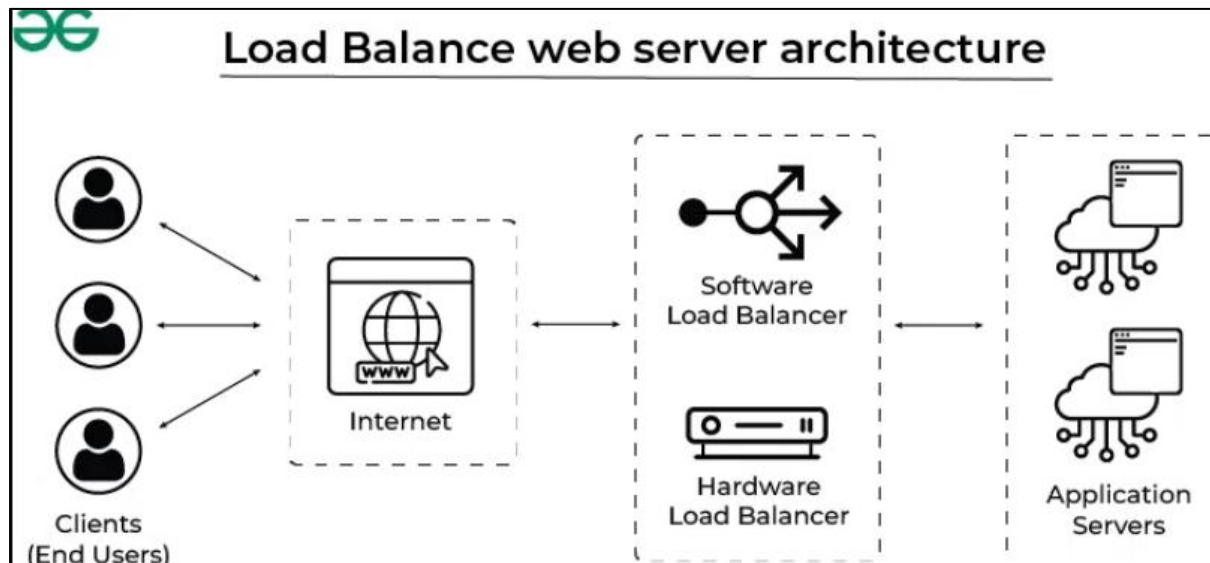 Load Balance web server architecture
www
Internet
Software
Load Balancer
Hardware
Load Balancer
Clients
(End Users)
Application
Servers